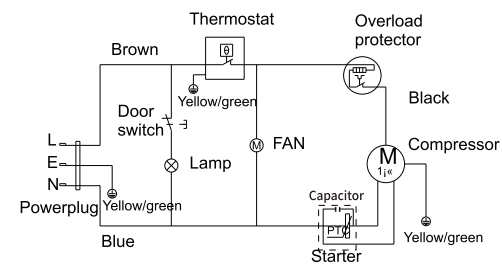 Thermostat
Overload
protector
Brown
θ
Yellow/green
Black
Door
switch
L
E
N
Lamp
M
FAN
M
1¡«
Compressor
Powerplug
Yellow/green
Capacitor
PTC
Yellow/green
Blue
Starter